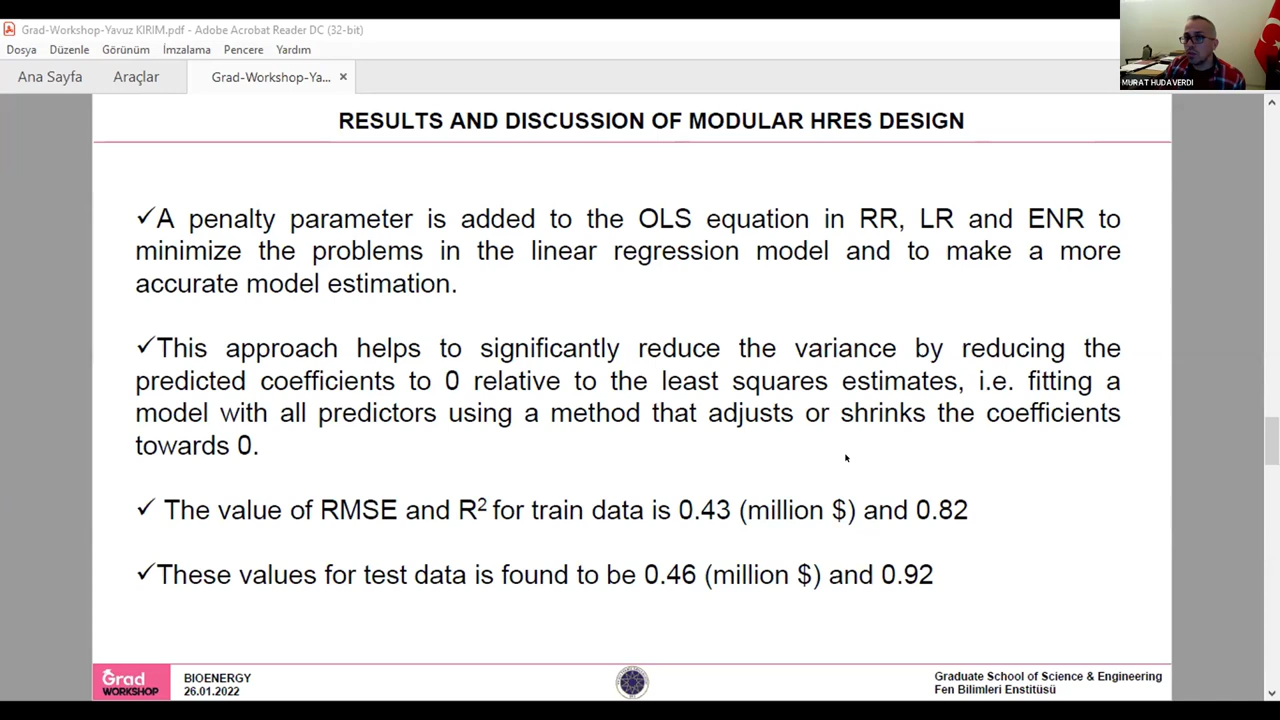 Grad-Workshop-Yavuz KIRIM.pdf - Adobe Acrobat Reader DC (32-bit)
Dosya Düzenle Görünüm İmzalama Pencere Yardım
Ana Sayfa Araçlar Grad-Workshop-Ya... ×
MURAT HUDAVERDI
RESULTS AND DISCUSSION OF MODULAR HRES DESIGN
✓A penalty parameter is added to the OLS equation in RR, LR and ENR to
minimize the problems in the linear regression model and to make a more
accurate model estimation.
✓This approach helps to significantly reduce the variance by reducing the
predicted coefficients to 0 relative to the least squares estimates, i.e. fitting a
model with all predictors using a method that adjusts or shrinks the coefficients
towards 0.
✓ The value of RMSE and R² for train data is 0.43 (million $) and 0.82
✓These values for test data is found to be 0.46 (million $) and 0.92
Grad
WORKSHOP
BIOENERGY
26.01.2022
Graduate School of Science & Engineering
Fen Bilimleri Enstitüsü